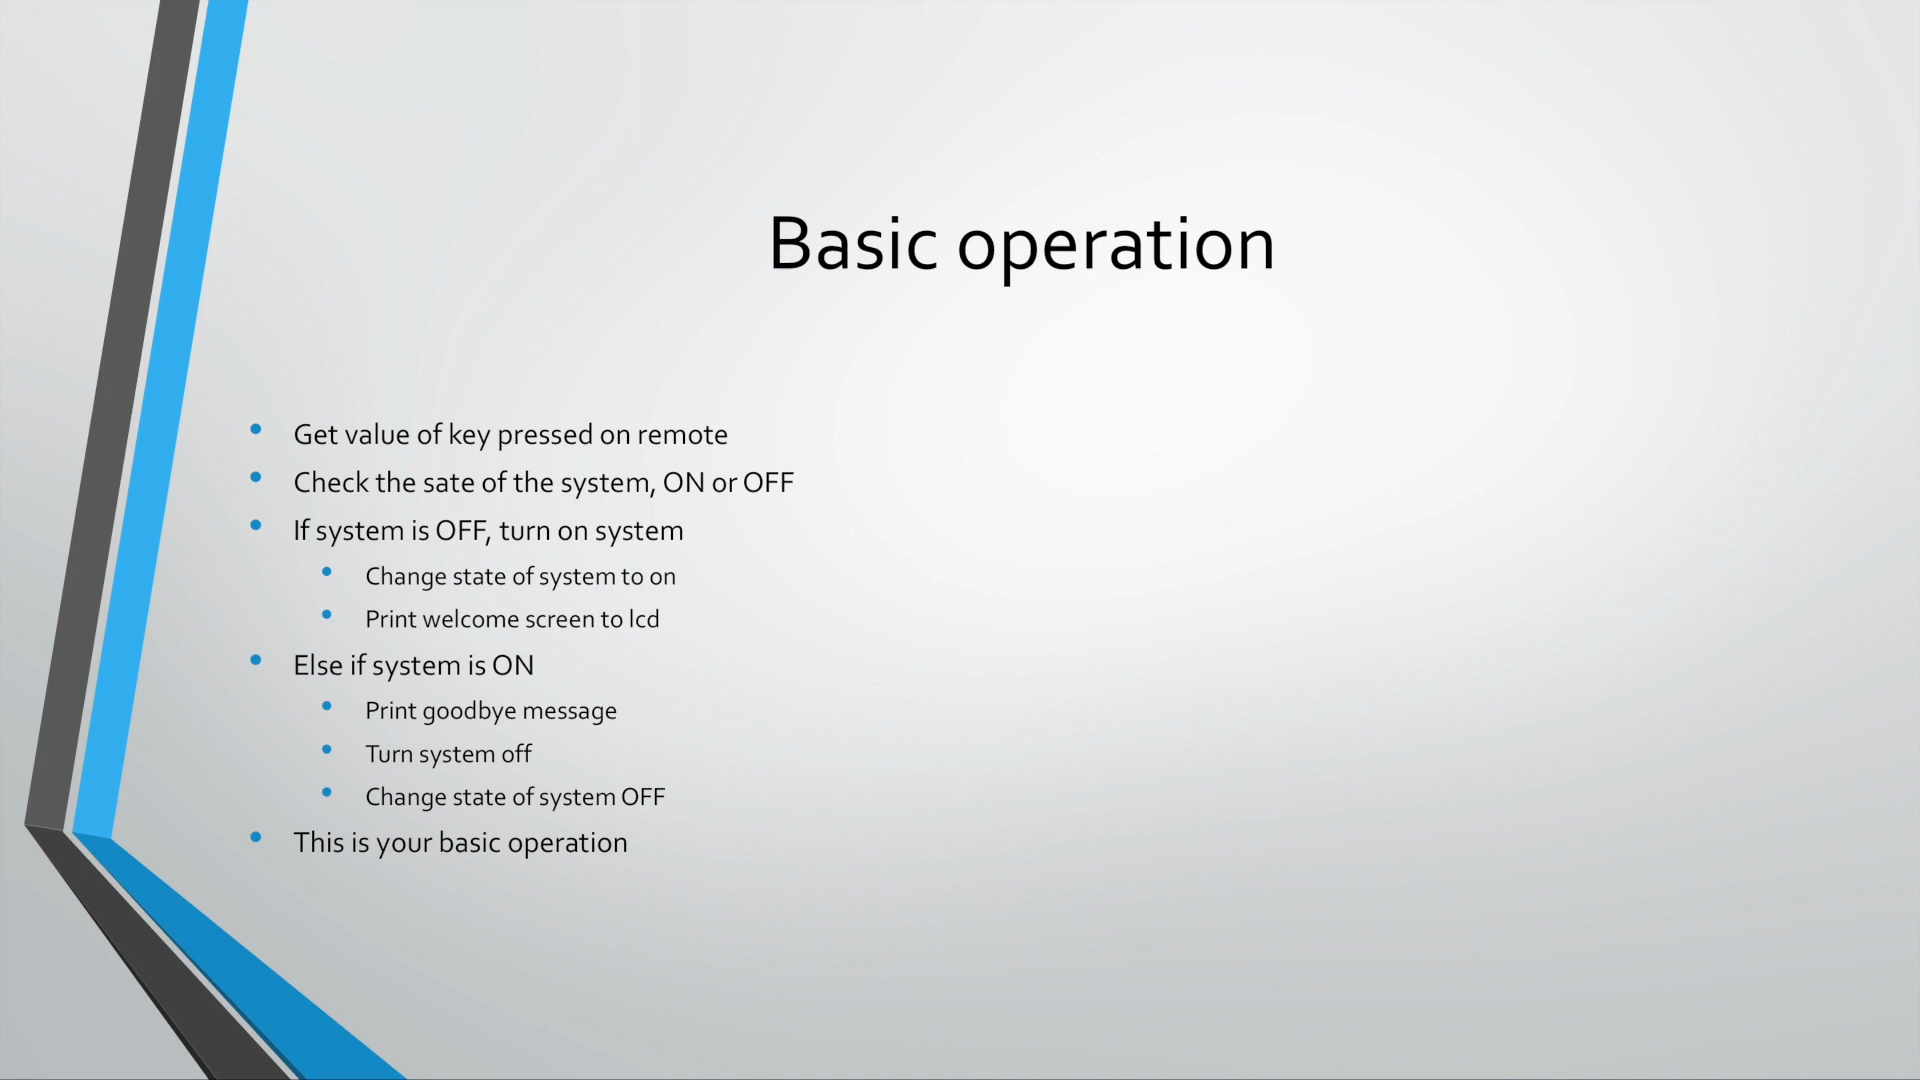 Basic operation
Get value of key pressed on remote
Check the sate of the system, ON or OFF
If system is OFF, turn on system
Change state of system to on
Print welcome screen to lcd
Else if system is ON
Print goodbye message
Turn system off
Change state of system OFF
This is your basic operation